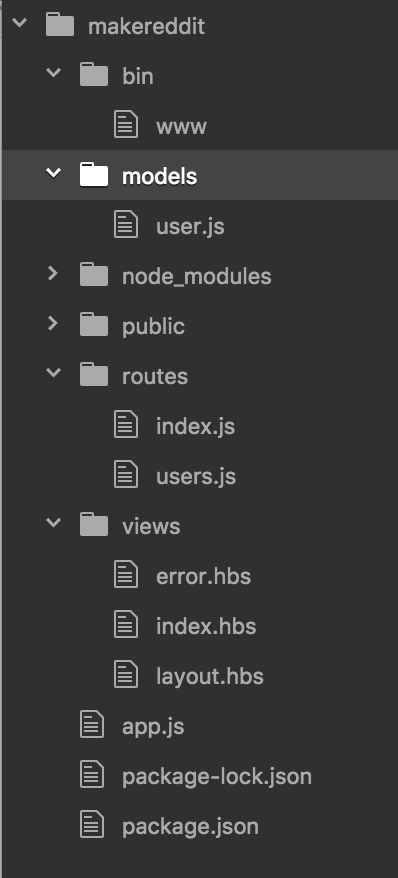 makereddit
bin
www
models
user.js
node_modules
public
routes
index.js
users.js
views
error.hbs
index.hbs
layout.hbs
app.js
package-lock.json
package.json